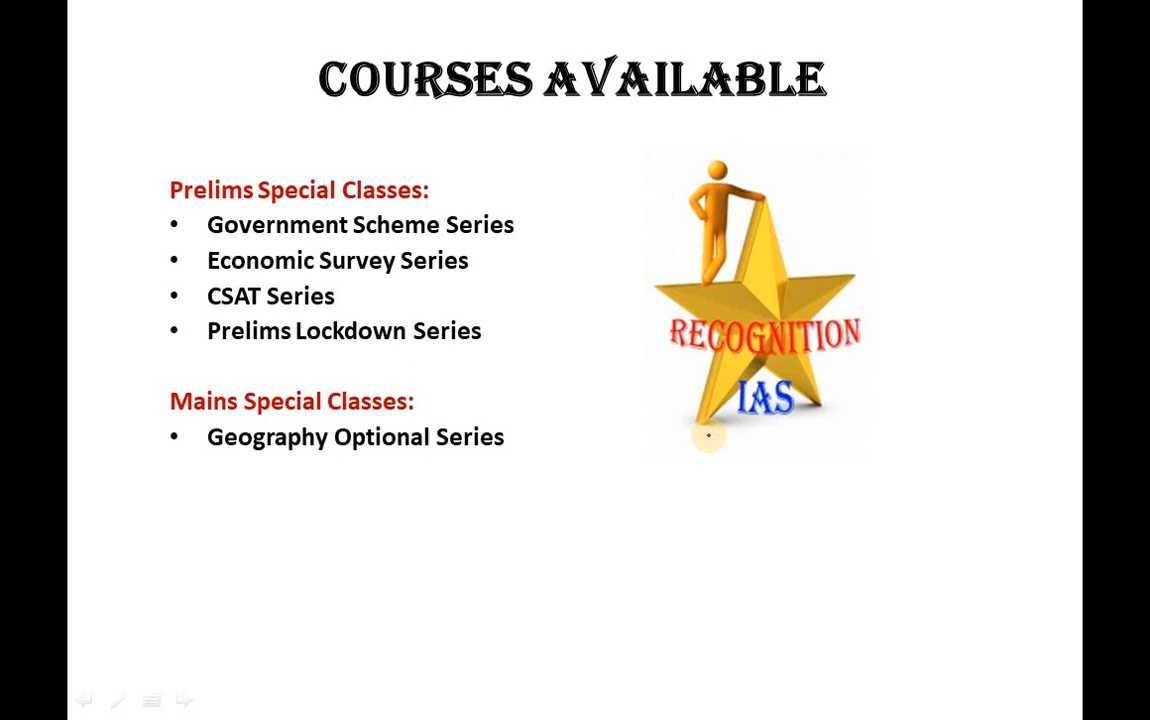 COURSES AVAILABLE
Prelims Special Classes:
• Government Scheme Series
• Economic Survey Series
• CSAT Series
• Prelims Lockdown Series
Mains Special Classes:
• Geography Optional Series
RECOGNITION
IAS